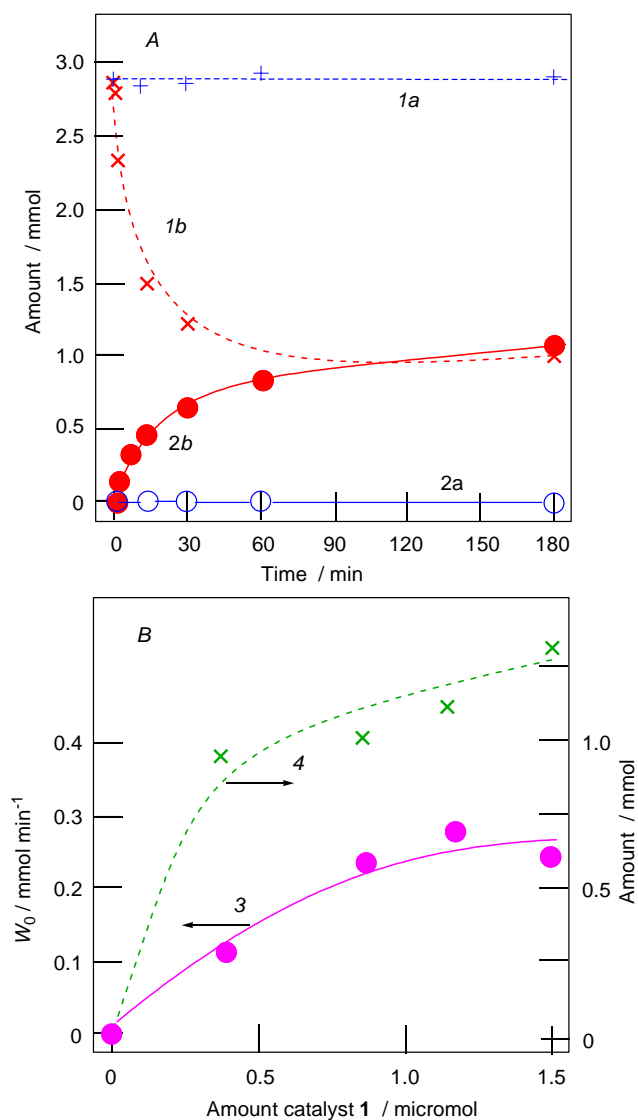 A
3.0
2.5
2.0
1.5
1.0
0.5
0
Amount / mmol
1a
1b
2b
2a
0 30 60 90 120 150 180
Time / min
B
0.4
0.3
0.2
0.1
0
W0 / mmol min-1
4
3
1.0
0.5
0
Amount / mmol
0 0.5 1.0 1.5
Amount catalyst 1 / micromol